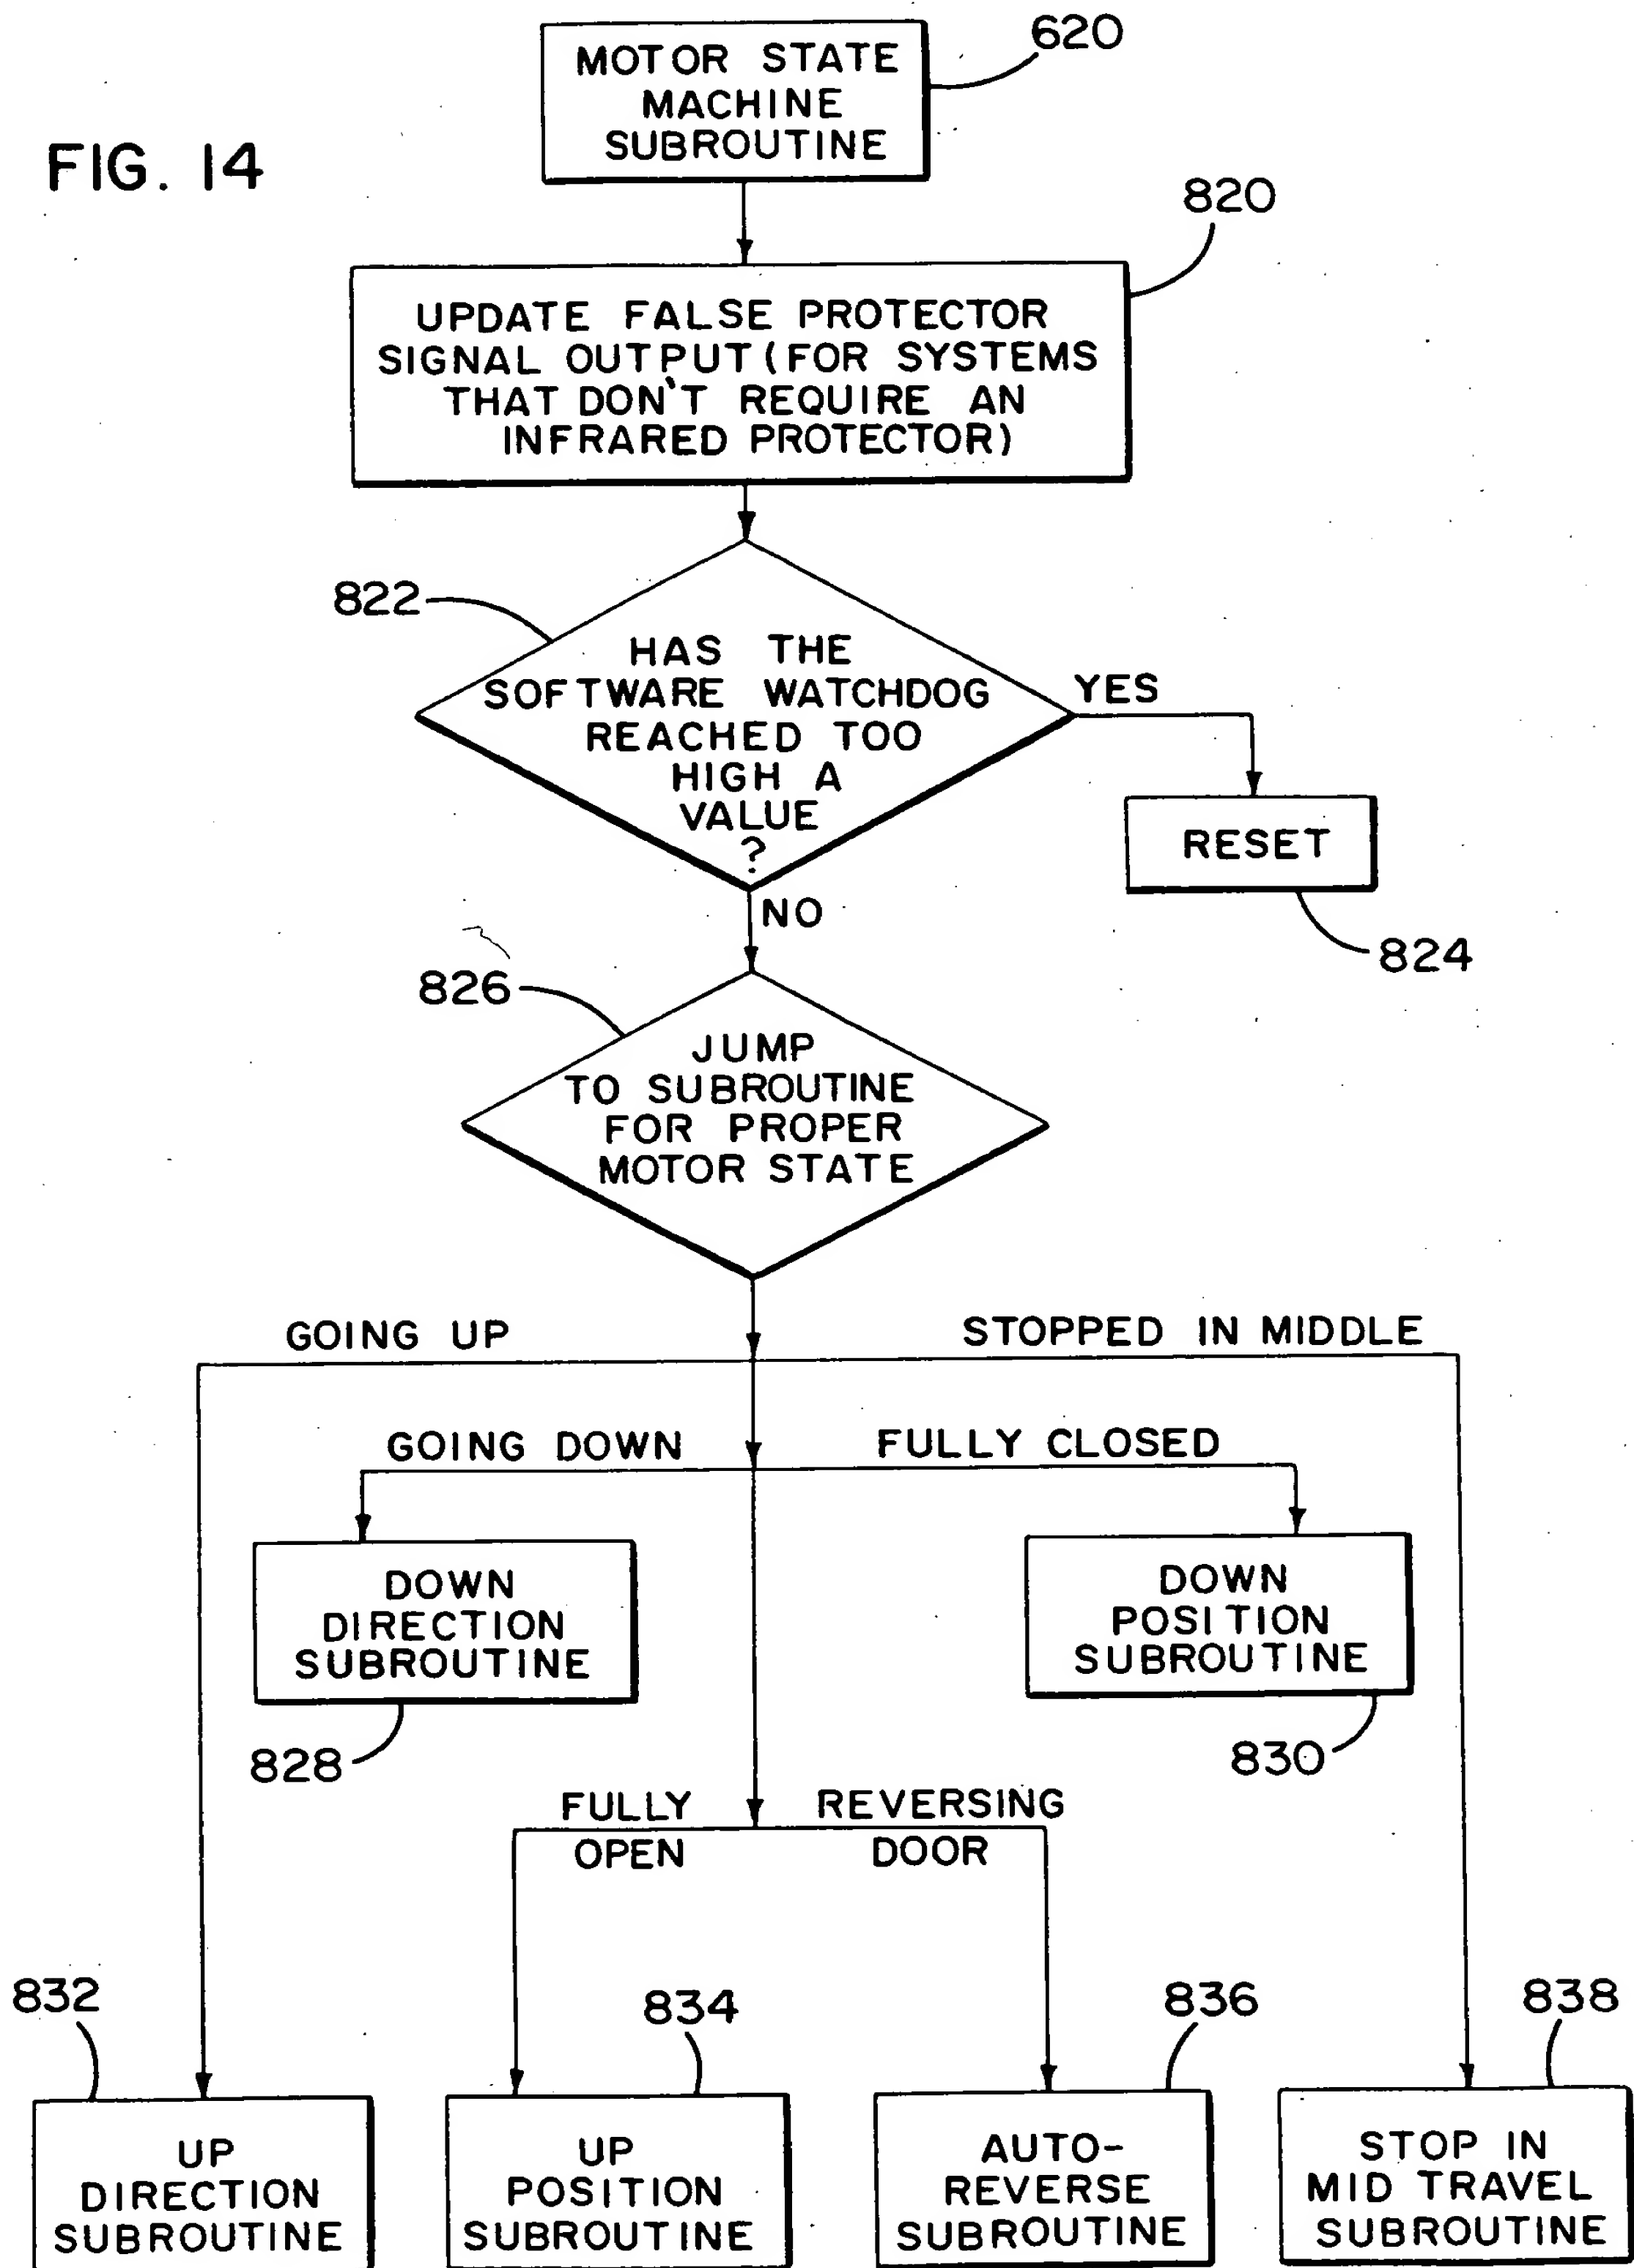 620
MOTOR STATE
MACHINE
SUBROUTINE
FIG. 14
820
UPDATE FALSE PROTECTOR
SIGNAL OUTPUT (FOR SYSTEMS
THAT DON'T REQUIRE AN
INFRARED PROTECTOR)
822
HAS THE
SOFTWARE WATCHDOG
REACHED TOO
HIGH A
VALUE
?
YES
RESET
824
NO
826
JUMP
TO SUBROUTINE
FOR PROPER
MOTOR STATE
GOING UP
STOPPED IN MIDDLE
GOING DOWN
FULLY CLOSED
DOWN
DIRECTION
SUBROUTINE
828
DOWN
POSITION
SUBROUTINE
830
FULLY
OPEN
REVERSING
DOOR
832
834
836
838
UP
DIRECTION
SUBROUTINE
UP
POSITION
SUBROUTINE
AUTO-
REVERSE
SUBROUTINE
STOP IN
MID TRAVEL
SUBROUTINE